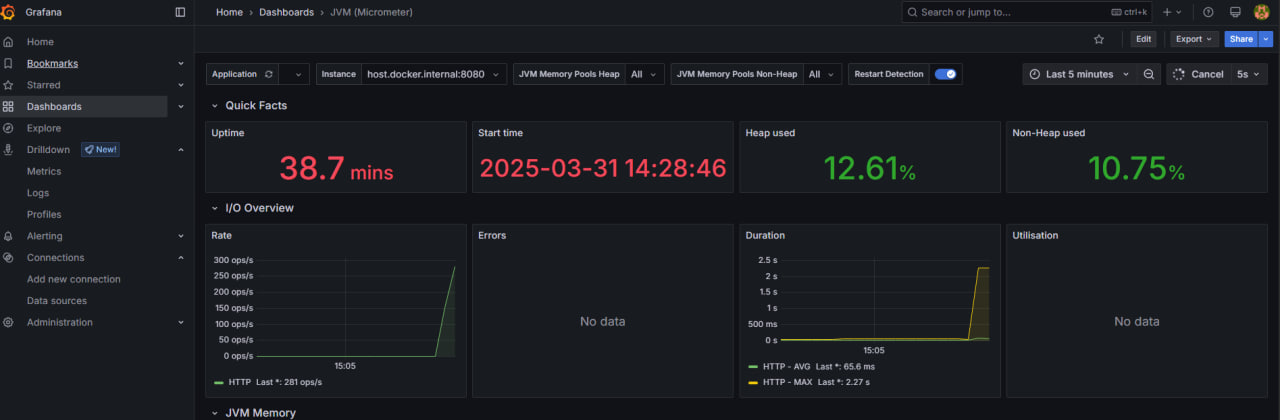 Grafana
Home › Dashboards › JVM (Micrometer)
Search or jump to...
ctrl+k
Edit
Export
Share
Home
Bookmarks
Starred
Dashboards
Explore
Drilldown New!
Metrics
Logs
Profiles
Alerting
Connections
Add new connection
Data sources
Administration
Application
Instance host.docker.internal:8080
JVM Memory Pools Heap All
JVM Memory Pools Non-Heap All
Restart Detection
Last 5 minutes
Cancel 5s
Quick Facts
Uptime
38.7 mins
Start time
2025-03-31 14:28:46
Heap used
12.61%
Non-Heap used
10.75%
I/O Overview
Rate
300 ops/s
250 ops/s
200 ops/s
150 ops/s
100 ops/s
50 ops/s
0 ops/s
15:05
HTTP Last *: 281 ops/s
Errors
No data
Duration
2.5 s
2 s
1.5 s
1 s
500 ms
0 s
15:05
HTTP - AVG Last *: 65.6 ms
HTTP - MAX Last *: 2.27 s
Utilisation
No data
JVM Memory